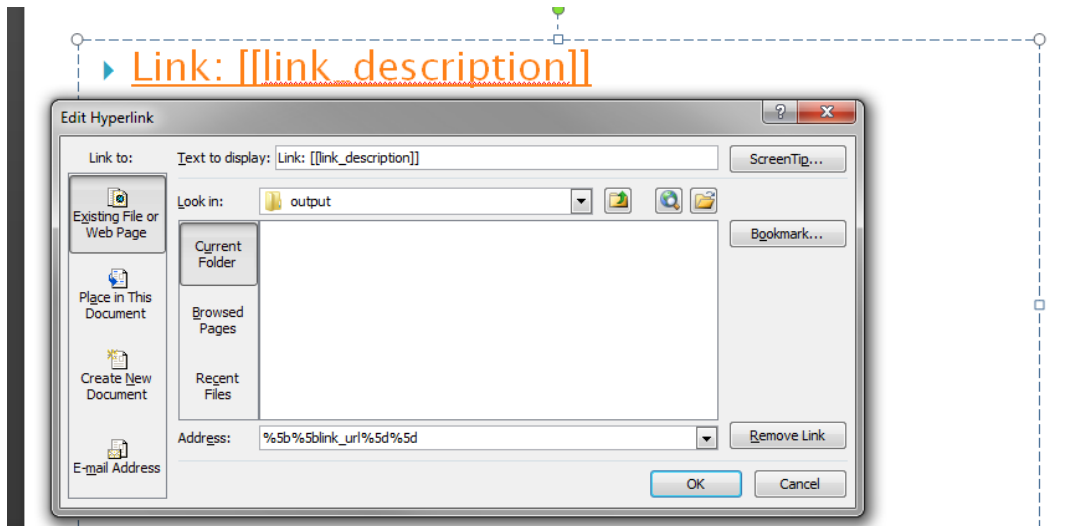 Link: [[link_description]]
Edit Hyperlink
?
X
Link to:
Text to display: Link: [[link_description]]
ScreenTip...
Existing File or
Web Page
Look in: output
Bookmark...
Current
Folder
Place in This
Document
Browsed
Pages
Create New
Document
Recent
Files
Address: %5b%5blink_url%5d%5d
Remove Link
E-mail Address
OK
Cancel